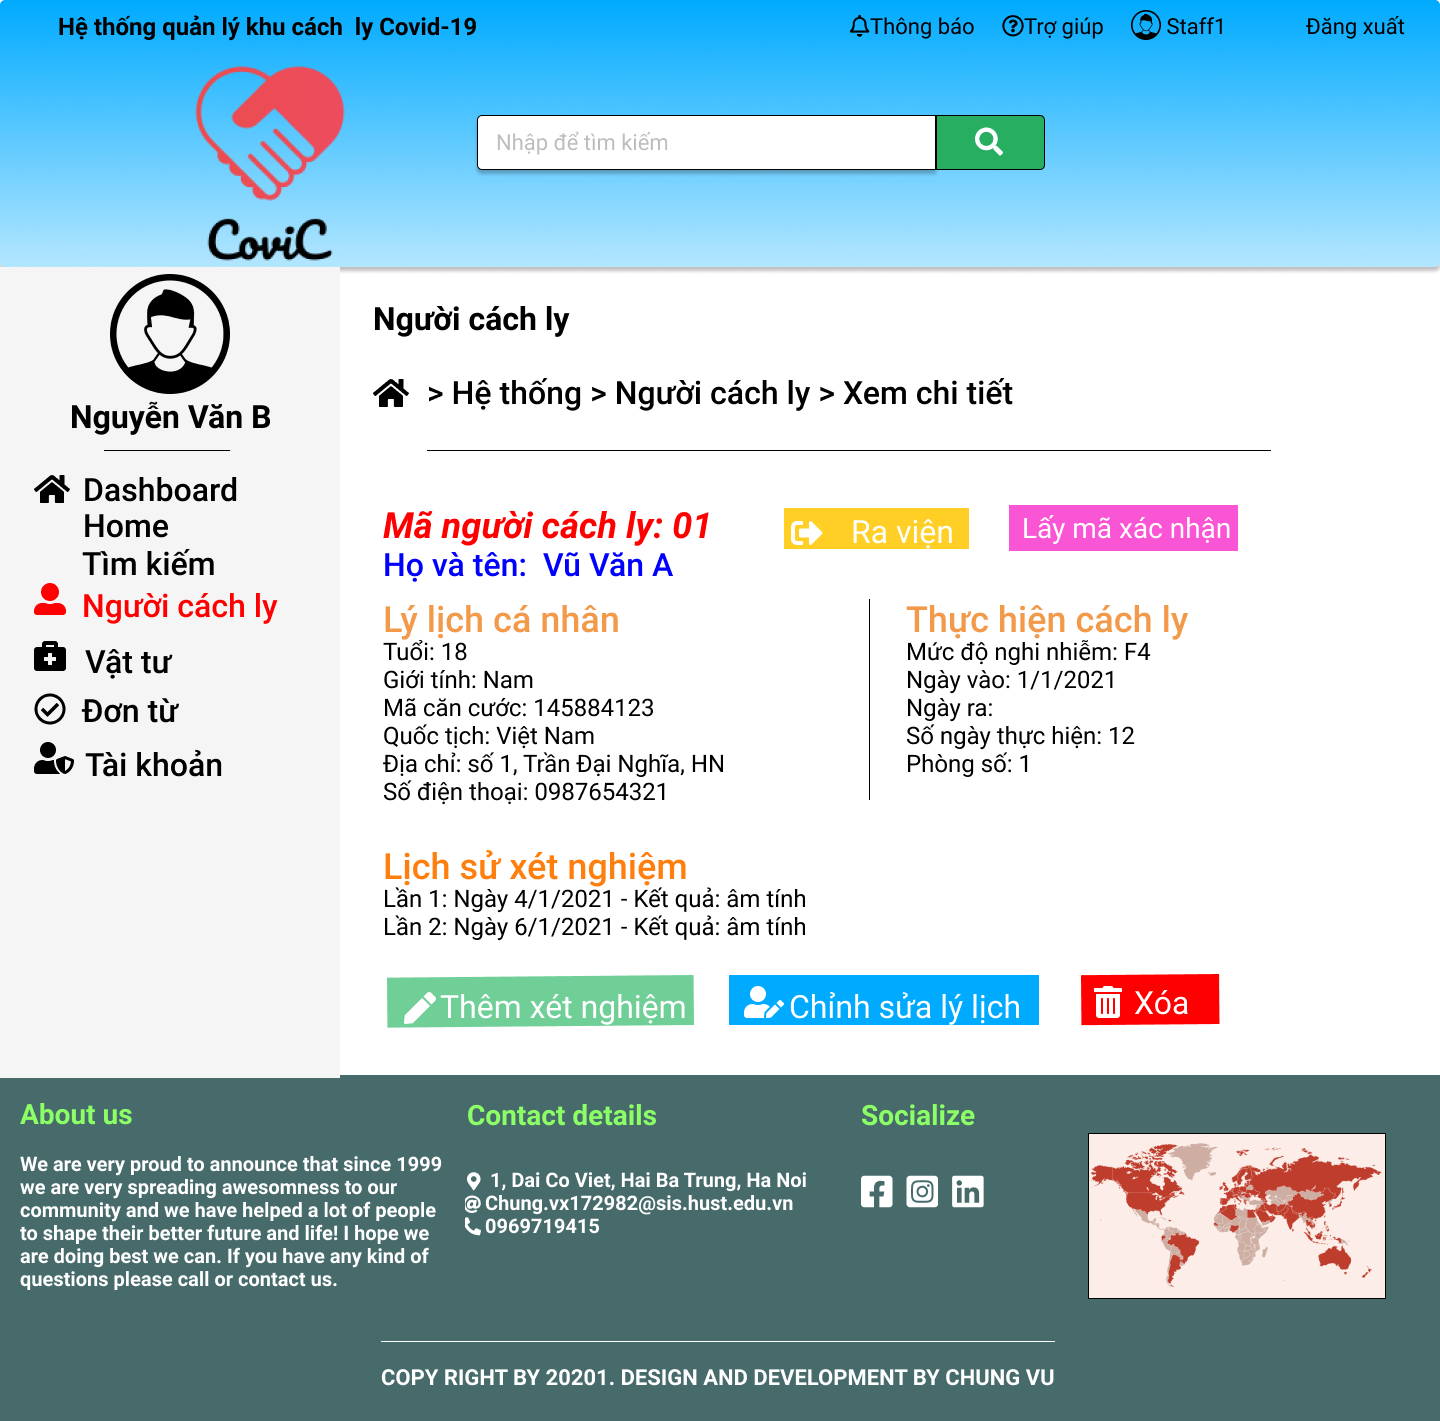 Hệ thống quản lý khu cách  ly Covid-19
Thông báo
Trợ giúp
Staff1
Đăng xuất
CoviC
Nhập để tìm kiếm
Nguyễn Văn B
Dashboard
Home
Tìm kiếm
Người cách ly
Vật tư
Đơn từ
Tài khoản
Người cách ly
> Hệ thống > Người cách ly > Xem chi tiết
Mã người cách ly: 01
Họ và tên:  Vũ Văn A
Ra viện
Lấy mã xác nhận
Lý lịch cá nhân
Tuổi: 18
Giới tính: Nam
Mã căn cước: 145884123
Quốc tịch: Việt Nam
Địa chỉ: số 1, Trần Đại Nghĩa, HN
Số điện thoại: 0987654321
Thực hiện cách ly
Mức độ nghi nhiễm: F4
Ngày vào: 1/1/2021
Ngày ra:
Số ngày thực hiện: 12
Phòng số: 1
Lịch sử xét nghiệm
Lần 1: Ngày 4/1/2021 - Kết quả: âm tính
Lần 2: Ngày 6/1/2021 - Kết quả: âm tính
Thêm xét nghiệm
Chỉnh sửa lý lịch
Xóa
About us
We are very proud to announce that since 1999
we are very spreading awesomness to our
community and we have helped a lot of people
to shape their better future and life! I hope we
are doing best we can. If you have any kind of
questions please call or contact us.
Contact details
1, Dai Co Viet, Hai Ba Trung, Ha Noi
Chung.vx172982@sis.hust.edu.vn
0969719415
Socialize
COPY RIGHT BY 20201. DESIGN AND DEVELOPMENT BY CHUNG VU